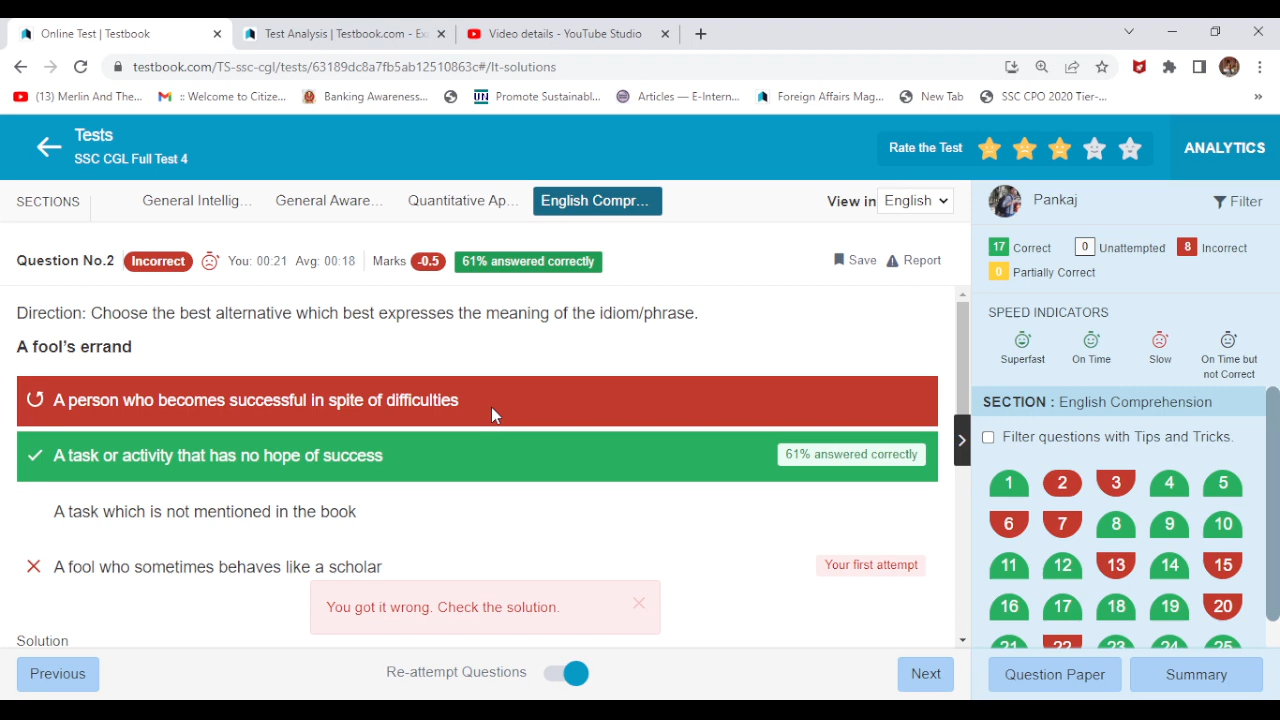 Online Test | Testbook
Test Analysis | Testbook.com - Ex
Video details - YouTube Studio
testbook.com/TS-ssc-cgl/tests/63189dc8a7fb5ab12510863c#/lt-solutions
(13) Merlin And The...
:: Welcome to Citize...
Banking Awareness...
UN
Promote Sustainabl...
Articles — E-Intern...
Foreign Affairs Mag...
New Tab
SSC CPO 2020 Tier-...
»
Tests
SSC CGL Full Test 4
Rate the Test
ANALYTICS
SECTIONS
General Intellig...
General Aware...
Quantitative Ap...
English Compr...
View in English
Pankaj
Filter
Question No.2 Incorrect You: 00:21 Avg: 00:18 Marks -0.5 61% answered correctly
Save Report
17 Correct 0 Unattempted 8 Incorrect
0 Partially Correct
Direction: Choose the best alternative which best expresses the meaning of the idiom/phrase.
A fool's errand
A person who becomes successful in spite of difficulties
A task or activity that has no hope of success 61% answered correctly
A task which is not mentioned in the book
A fool who sometimes behaves like a scholar Your first attempt
You got it wrong. Check the solution.
Solution
SPEED INDICATORS
Superfast
On Time
Slow
On Time but
not Correct
SECTION : English Comprehension
Filter questions with Tips and Tricks.
1 2 3 4 5
6 7 8 9 10
11 12 13 14 15
16 17 18 19 20
21 22 23 24 25
Previous
Re-attempt Questions
Next
Question Paper
Summary